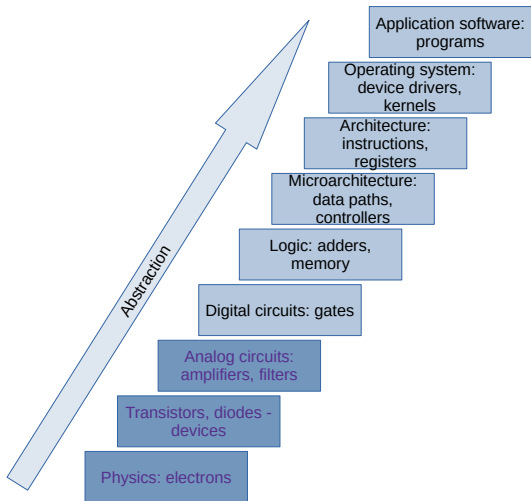 Application software:
programs
Operating system:
device drivers,
kernels
Architecture:
instructions,
registers
Microarchitecture:
data paths,
controllers
Logic: adders,
memory
Abstraction
Digital circuits: gates
Analog circuits:
amplifiers, filters
Transistors, diodes -
devices
Physics: electrons